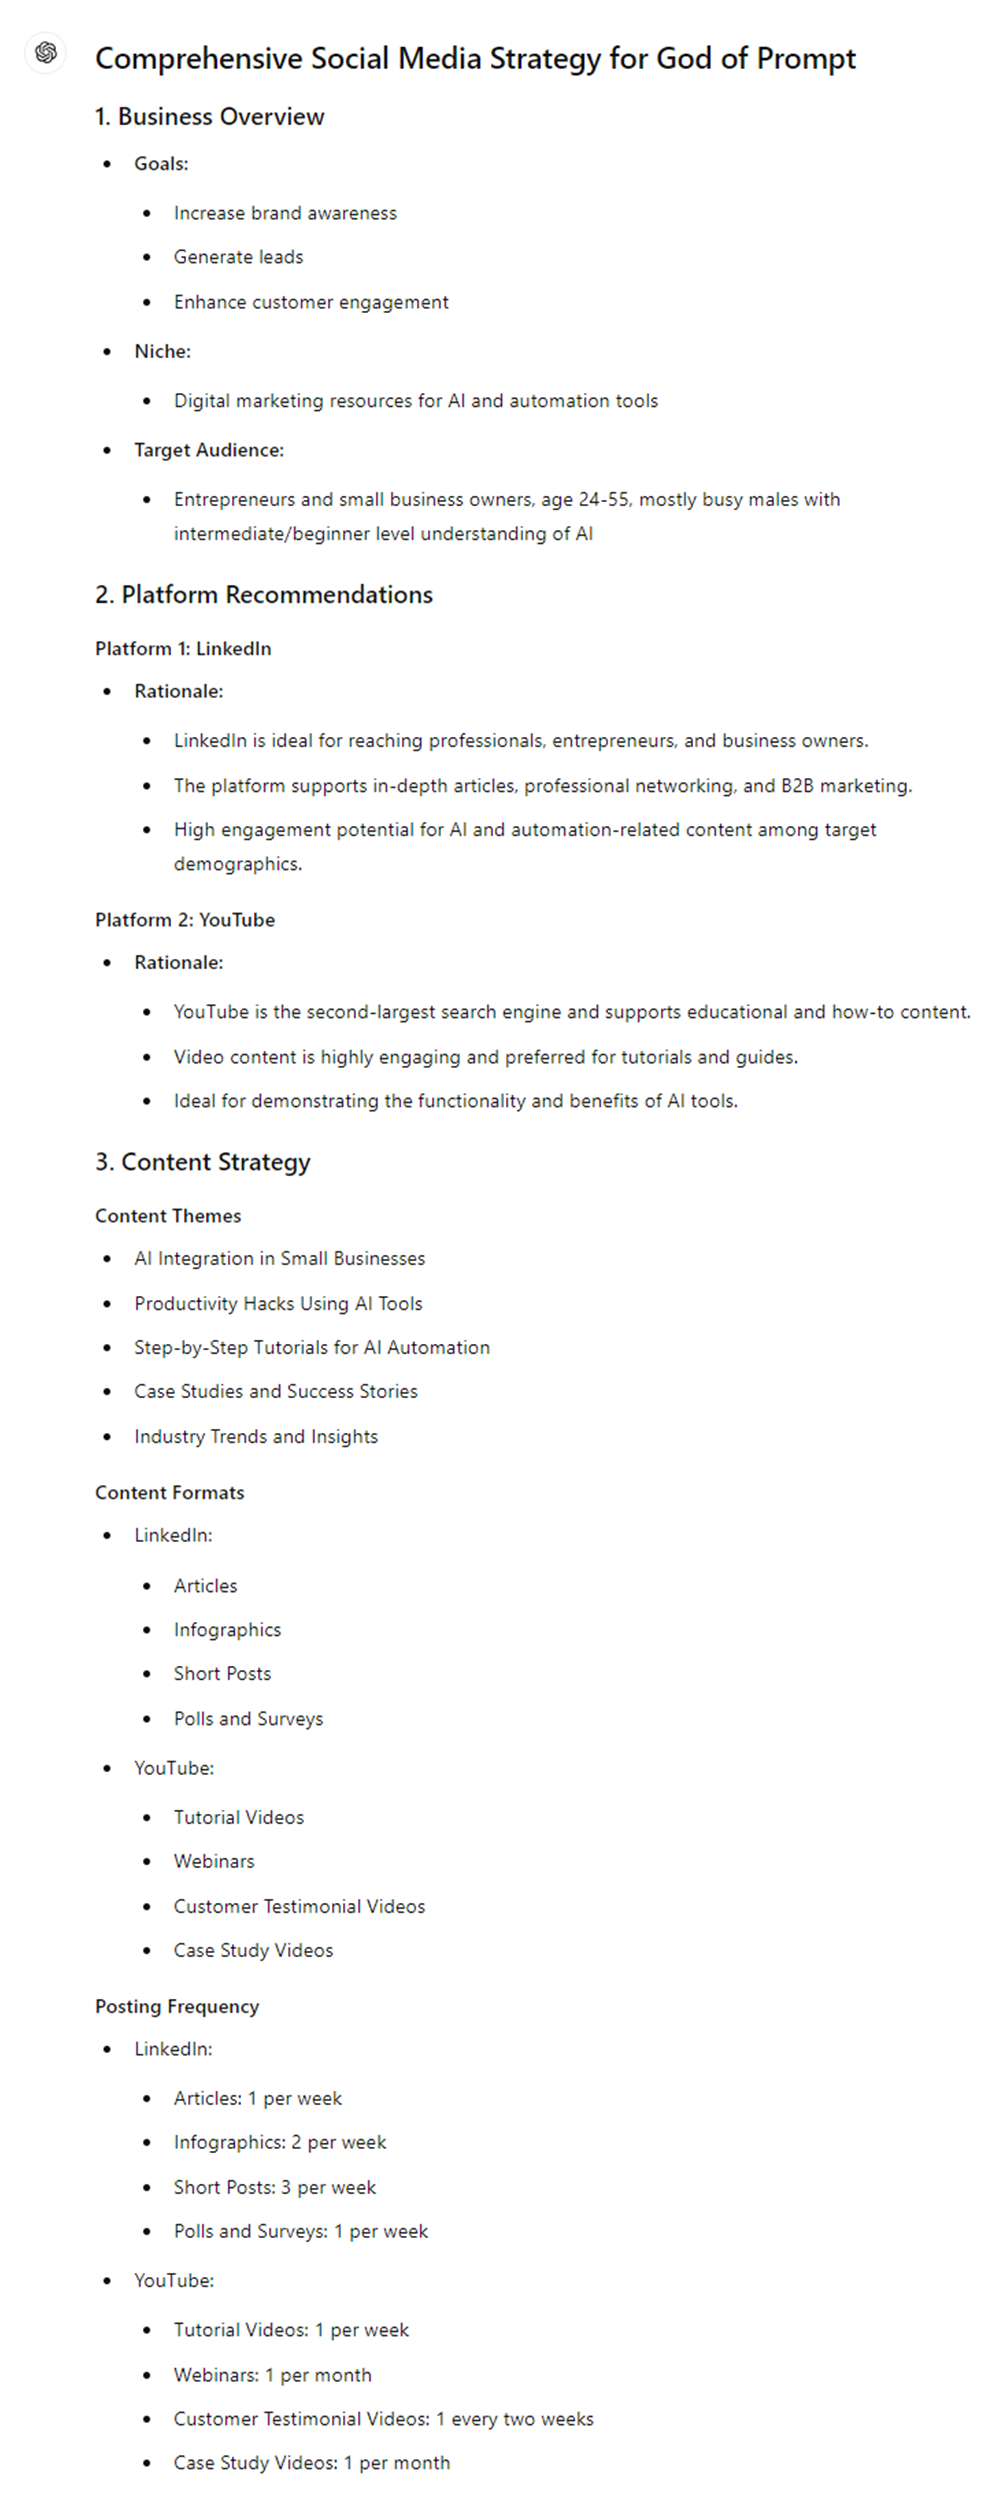 Comprehensive Social Media Strategy for God of Prompt
1. Business Overview
• Goals:
• Increase brand awareness
• Generate leads
• Enhance customer engagement
• Niche:
• Digital marketing resources for AI and automation tools
• Target Audience:
• Entrepreneurs and small business owners, age 24-55, mostly busy males with
intermediate/beginner level understanding of AI
2. Platform Recommendations
Platform 1: LinkedIn
• Rationale:
• LinkedIn is ideal for reaching professionals, entrepreneurs, and business owners.
• The platform supports in-depth articles, professional networking, and B2B marketing.
• High engagement potential for AI and automation-related content among target
demographics.
Platform 2: YouTube
• Rationale:
• YouTube is the second-largest search engine and supports educational and how-to content.
• Video content is highly engaging and preferred for tutorials and guides.
• Ideal for demonstrating the functionality and benefits of AI tools.
3. Content Strategy
Content Themes
• AI Integration in Small Businesses
• Productivity Hacks Using AI Tools
• Step-by-Step Tutorials for AI Automation
• Case Studies and Success Stories
• Industry Trends and Insights
Content Formats
• LinkedIn:
• Articles
• Infographics
• Short Posts
• Polls and Surveys
• YouTube:
• Tutorial Videos
• Webinars
• Customer Testimonial Videos
• Case Study Videos
Posting Frequency
• LinkedIn:
• Articles: 1 per week
• Infographics: 2 per week
• Short Posts: 3 per week
• Polls and Surveys: 1 per week
• YouTube:
• Tutorial Videos: 1 per week
• Webinars: 1 per month
• Customer Testimonial Videos: 1 every two weeks
• Case Study Videos: 1 per month